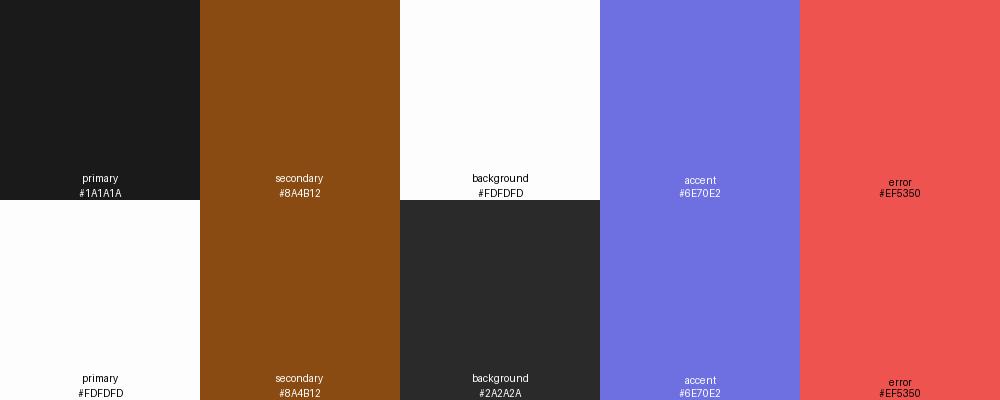 primary
#1A1A1A
secondary
#8A4B12
background
#FDFDFD
accent
#6E70E2
error
#EF5350
primary
#FDFDFD
secondary
#8A4B12
background
#2A2A2A
accent
#6E70E2
error
#EF5350